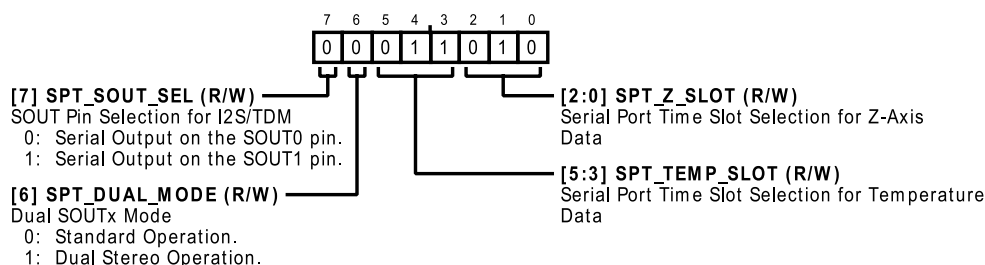 7 6 5 4 3 2 1 0
0 0 0 1 1 0 1 0
[7] SPT_SOUT_SEL (R/W)
SOUT Pin Selection for I2S/TDM
0: Serial Output on the SOUT0 pin.
1: Serial Output on the SOUT1 pin.
[6] SPT_DUAL_MODE (R/W)
Dual SOUTx Mode
0: Standard Operation.
1: Dual Stereo Operation.
[2:0] SPT_Z_SLOT (R/W)
Serial Port Time Slot Selection for Z-Axis
Data
[5:3] SPT_TEMP_SLOT (R/W)
Serial Port Time Slot Selection for Temperature
Data